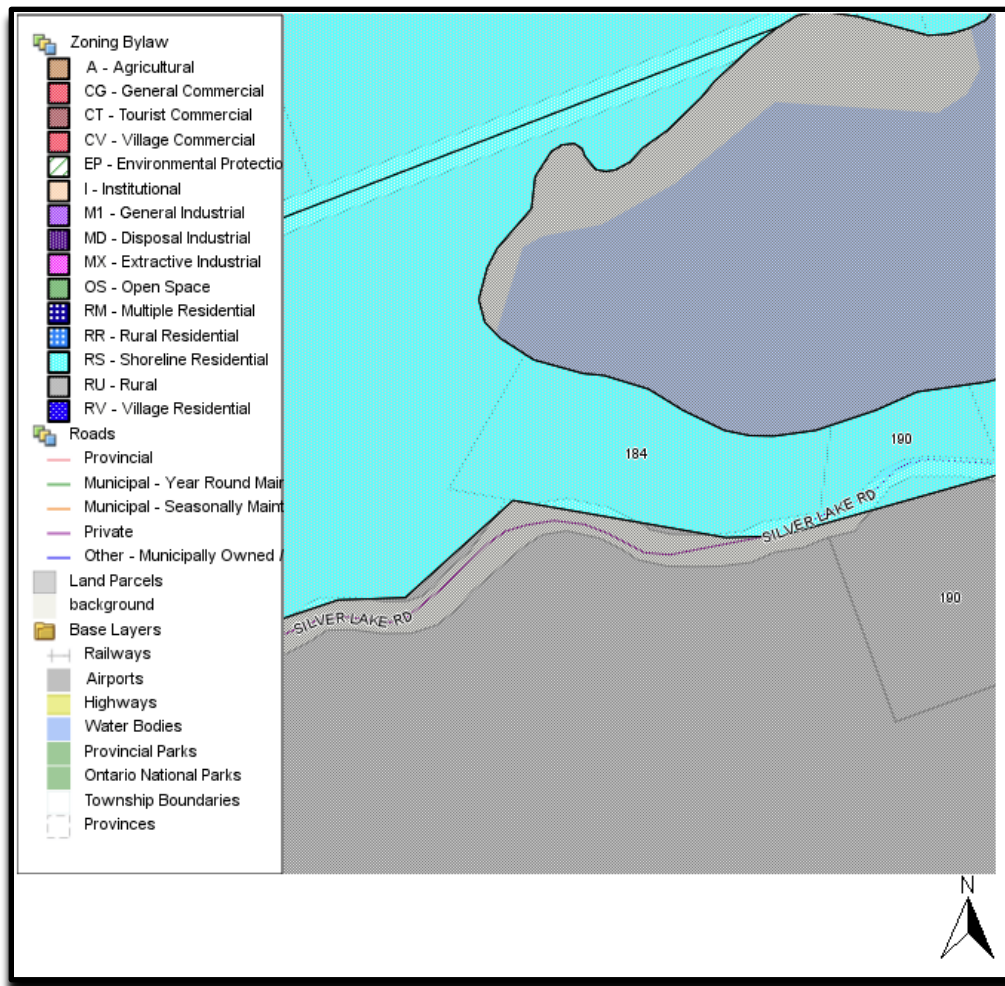 Zoning Bylaw
A - Agricultural
CG - General Commercial
CT - Tourist Commercial
CV - Village Commercial
EP - Environmental Protectio
I - Institutional
M1 - General Industrial
MD - Disposal Industrial
MX - Extractive Industrial
OS - Open Space
RM - Multiple Residential
RR - Rural Residential
RS - Shoreline Residential
RU - Rural
RV - Village Residential
Roads
Provincial
Municipal - Year Round Mair
Municipal - Seasonally Maint
Private
Other - Municipally Owned /
Land Parcels
background
Base Layers
Railways
Airports
Highways
Water Bodies
Provincial Parks
Ontario National Parks
Township Boundaries
Provinces
184
190
SILVER LAKE RD
190
SILVER LAKE RD
N